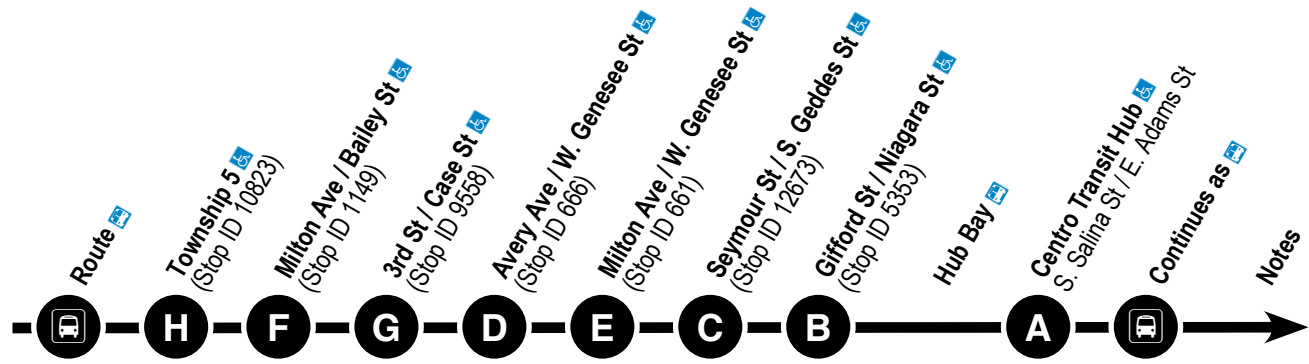 Route
Township 5
(Stop ID 10823)
Milton Ave / Bailey St
(Stop ID 1149)
3rd St / Case St
(Stop ID 9558)
Avery Ave / W. Genesee St
(Stop ID 666)
Milton Ave / W. Genesee St
(Stop ID 661)
Seymour St / S. Geddes St
(Stop ID 12673)
Gifford St / Niagara St
(Stop ID 5353)
Hub Bay
Centro Transit Hub
S. Salina St / E. Adams St
Continues as
Notes
H
F
G
D
E
C
B
A